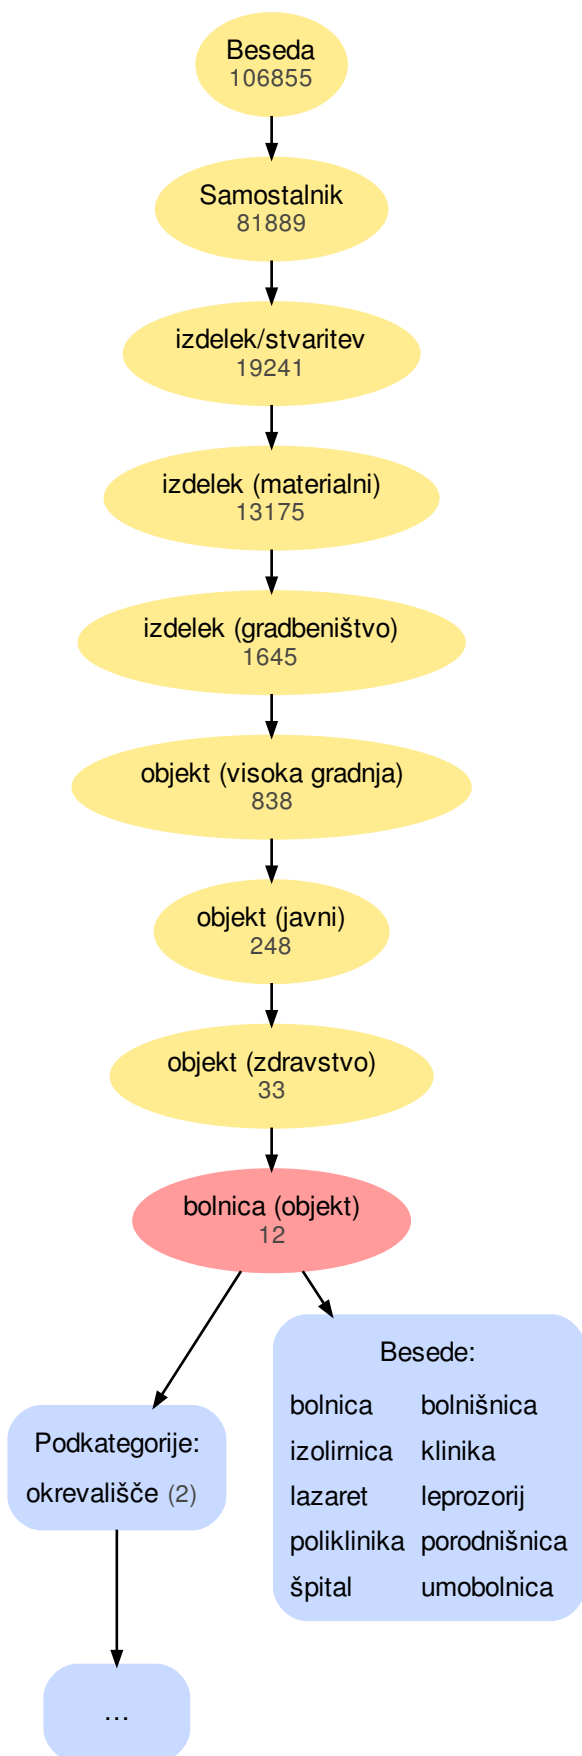 Beseda
106855
Samostalnik
81889
izdelek/stvaritev
19241
izdelek (materialni)
13175
izdelek (gradbeništvo)
1645
objekt (visoka gradnja)
838
objekt (javni)
248
objekt (zdravstvo)
33
bolnica (objekt)
12
Besede:
bolnica bolnišnica
izolirnica klinika
lazaret leprozorij
poliklinika porodnišnica
špital umobolnica
Podkategorije:
okrevališče (2)
...